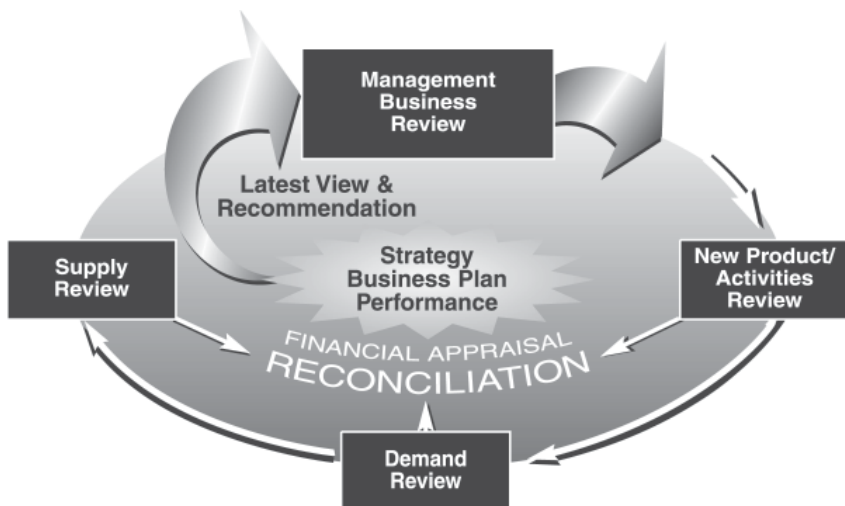 Management
Business
Review
Latest View &
Recommendation
Supply
Review
Strategy
Business Plan
Performance
New Product/
Activities
Review
FINANCIAL APPRAISAL
RECONCILIATION
Demand
Review